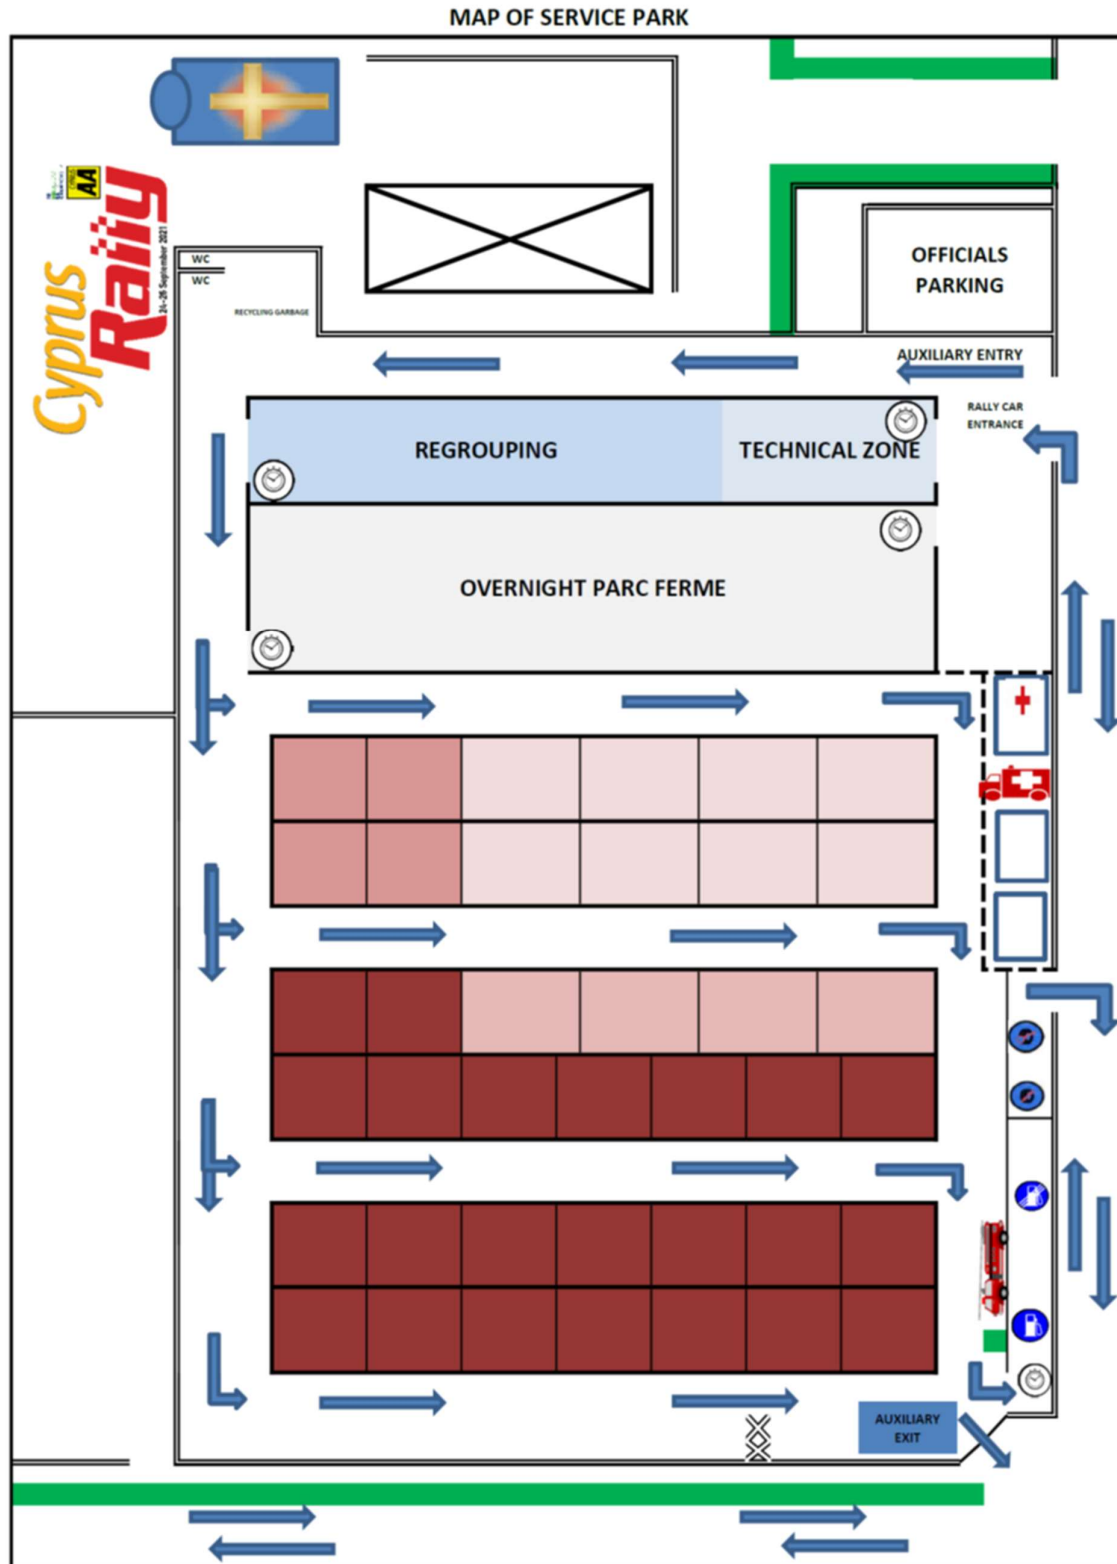 MAP OF SERVICE PARK
CYPRUS
AA
Cyprus
Rally
24-26 September 2021
WC
WC
RECYCLING GARBAGE
OFFICIALS
PARKING
AUXILIARY ENTRY
RALLY CAR
ENTRANCE
REGROUPING
TECHNICAL ZONE
OVERNIGHT PARC FERME
AUXILIARY
EXIT